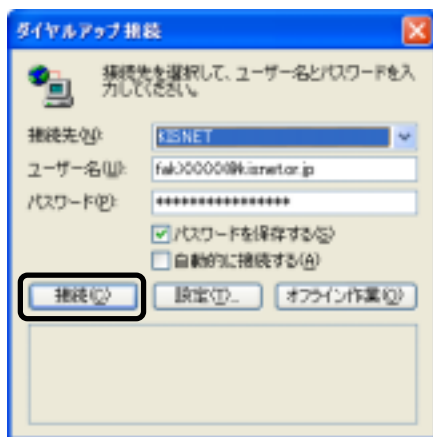 ダイヤルアップ接続
接続先を選択して、ユーザー名とパスワードを入
力してください。
接続先(N):
KISNET
ユーザー名(U):
パスワード(P):
****************
パスワードを保存する(S)
自動的に接続する(A)
接続(C)
設定(T)...
オフライン作業(O)